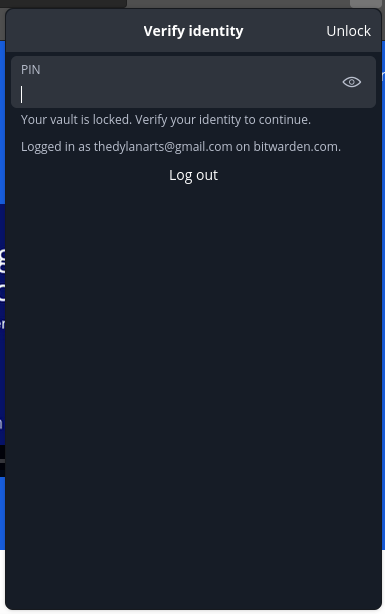 Verify identity
Unlock
PIN
Your vault is locked. Verify your identity to continue.
Logged in as thedylanarts@gmail.com on bitwarden.com.
Log out